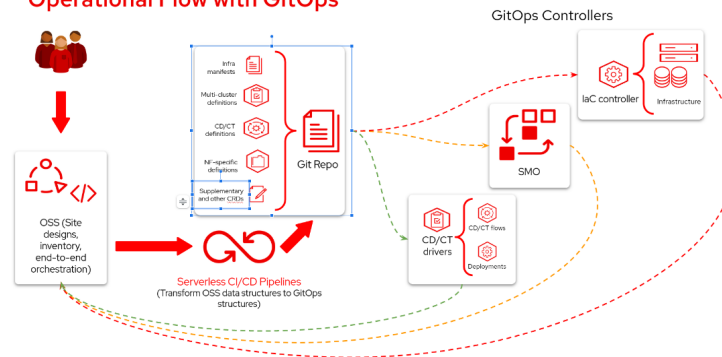 Operational Flow with GitOps
GitOps Controllers
Infra
manifests
Multi-cluster
definitions
CD/CT
definitions
NF-specific
definitions
Supplementary
and other CRDs
Git Repo
IaC controller
Infrastructure
SMO
CD/CT
drivers
CD/CT flows
Deployments
OSS (Site
designs,
inventory,
end-to-end
orchestration)
Serverless CI/CD Pipelines
(Transform OSS data structures to GitOps
structures)